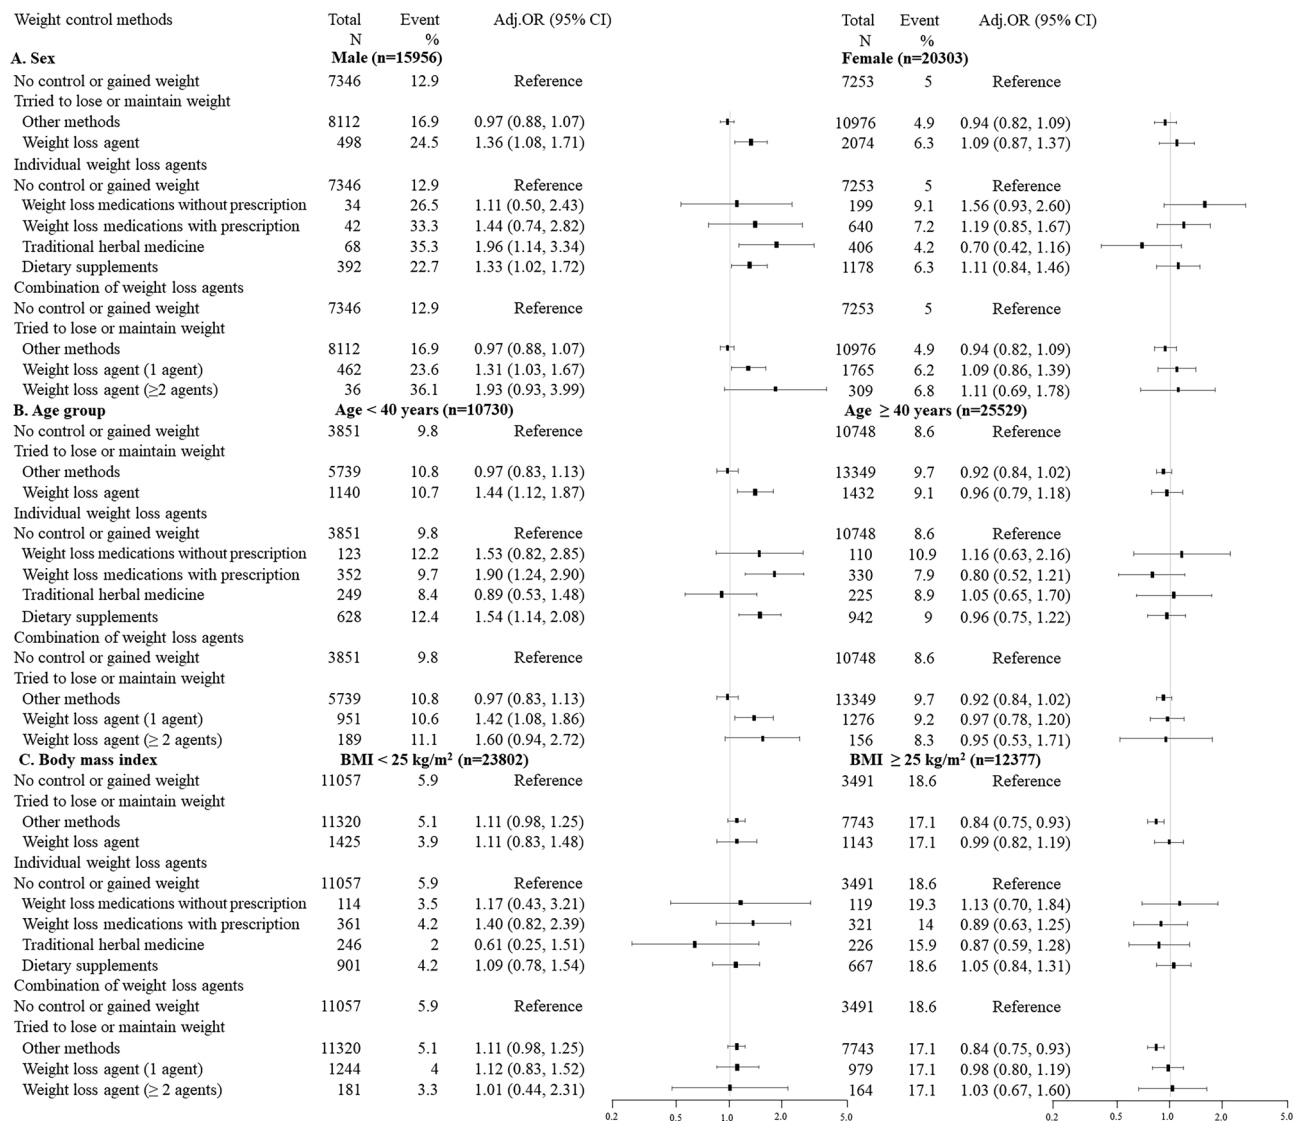 Weight control methods Total Event Adj.OR (95% CI) Total Event Adj.OR (95% CI)
N % N %
A. Sex Male (n=15956) Female (n=20303)
No control or gained weight 7346 12.9 Reference 7253 5 Reference
Trried to lose or maintain weight
Other methods 8112 16.9 0.97 (0.88, 1.07) 10976 4.9 0.94 (0.82, 1.09)
Weight loss agent 498 24.5 1.36 (1.08, 1.71) 2074 6.3 1.09 (0.87, 1.37)
Individual weight loss agents
No control or gained weight 7346 12.9 Reference 7253 5 Reference
Weight loss medications without prescription 34 26.5 1.11 (0.50, 2.43) 199 9.1 1.56 (0.93, 2.60)
Weight loss medications with prescription 42 33.3 1.44 (0.74, 2.82) 640 7.2 1.19 (0.85, 1.67)
Traditional herbal medicine 68 35.3 1.96 (1.14, 3.34) 406 4.2 0.70 (0.42, 1.16)
Dietary supplements 392 22.7 1.33 (1.02, 1.72) 1178 6.3 1.11 (0.84, 1.46)
Combination of weight loss agents
No control or gained weight 7346 12.9 Reference 7253 5 Reference
Tried to lose or maintain weight
Other methods 8112 16.9 0.97 (0.88, 1.07) 10976 4.9 0.94 (0.82, 1.09)
Weight loss agent (1 agent) 462 23.6 1.31 (1.03, 1.67) 1765 6.2 1.09 (0.86, 1.39)
Weight loss agent (≥2 agents) 36 36.1 1.93 (0.93, 3.99) 309 6.8 1.11 (0.69, 1.78)
B. Age group Age < 40 years (n=10730) Age ≥ 40 years (n=25529)
No control or gained weight 3851 9.8 Reference 10748 8.6 Reference
Tried to lose or maintain weight
Other methods 5739 10.8 0.97 (0.83, 1.13) 13349 9.7 0.92 (0.84, 1.02)
Weight loss agent 1140 10.7 1.44 (1.12, 1.87) 1432 9.1 0.96 (0.79, 1.18)
Individual weight loss agents
No control or gained weight 3851 9.8 Reference 10748 8.6 Reference
Weight loss medications without prescription 123 12.2 1.53 (0.82, 2.85) 110 10.9 1.16 (0.63, 2.16)
Weight loss medications with prescription 352 9.7 1.90 (1.24, 2.90) 330 7.9 0.80 (0.52, 1.21)
Traditional herbal medicine 249 8.4 0.89 (0.53, 1.48) 225 8.9 1.05 (0.65, 1.70)
Dietary supplements 628 12.4 1.54 (1.14, 2.08) 942 9 0.96 (0.75, 1.22)
Combination of weight loss agents
No control or gained weight 3851 9.8 Reference 10748 8.6 Reference
Tried to lose or maintain weight
Other methods 5739 10.8 0.97 (0.83, 1.13) 13349 9.7 0.92 (0.84, 1.02)
Weight loss agent (1 agent) 951 10.6 1.42 (1.08, 1.86) 1276 9.2 0.97 (0.78, 1.20)
Weight loss agent (≥ 2 agents) 189 11.1 1.60 (0.94, 2.72) 156 8.3 0.95 (0.53, 1.71)
C. Body mass index BMI < 25 kg/m² (n=23802) BMI ≥ 25 kg/m² (n=12377)
No control or gained weight 11057 5.9 Reference 3491 18.6 Reference
Tried to lose or maintain weight
Other methods 11320 5.1 1.11 (0.98, 1.25) 7743 17.1 0.84 (0.75, 0.93)
Weight loss agent 1425 3.9 1.11 (0.83, 1.48) 1143 17.1 0.99 (0.82, 1.19)
Individual weight loss agents
No control or gained weight 11057 5.9 Reference 3491 18.6 Reference
Weight loss medications without prescription 114 3.5 1.17 (0.43, 3.21) 119 19.3 1.13 (0.70, 1.84)
Weight loss medications with prescription 361 4.2 1.40 (0.82, 2.39) 321 14 0.89 (0.63, 1.25)
Traditional herbal medicine 246 2 0.61 (0.25, 1.51) 226 15.9 0.87 (0.59, 1.28)
Dietary supplements 901 4.2 1.09 (0.78, 1.54) 667 18.6 1.05 (0.84, 1.31)
Combination of weight loss agents
No control or gained weight 11057 5.9 Reference 3491 18.6 Reference
Tried to lose or maintain weight
Other methods 11320 5.1 1.11 (0.98, 1.25) 7743 17.1 0.84 (0.75, 0.93)
Weight loss agent (1 agent) 1244 4 1.12 (0.83, 1.52) 979 17.1 0.98 (0.80, 1.19)
Weight loss agent (≥ 2 agents) 181 3.3 1.01 (0.44, 2.31) 164 17.1 1.03 (0.67, 1.60)
0.2 0.5 1.0 2.0 5.0 0.2 0.5 1.0 2.0 5.0